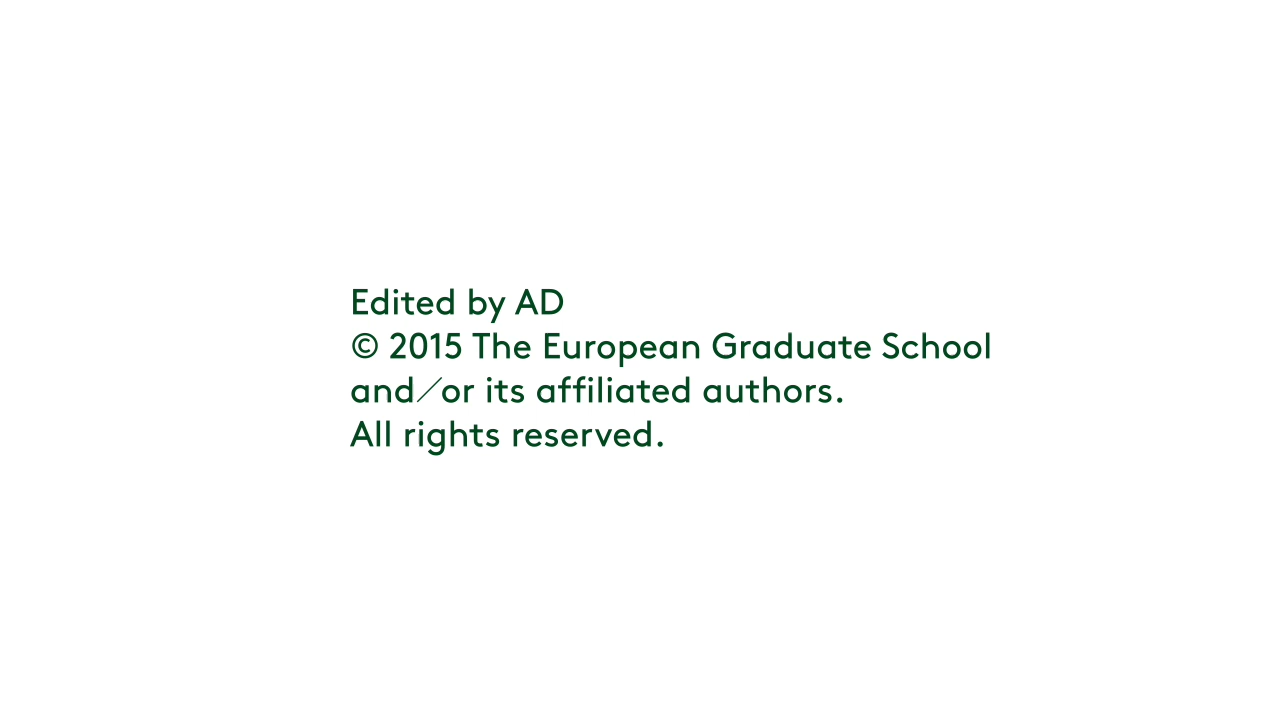 Edited by AD
© 2015 The European Graduate School
and/or its affiliated authors.
All rights reserved.